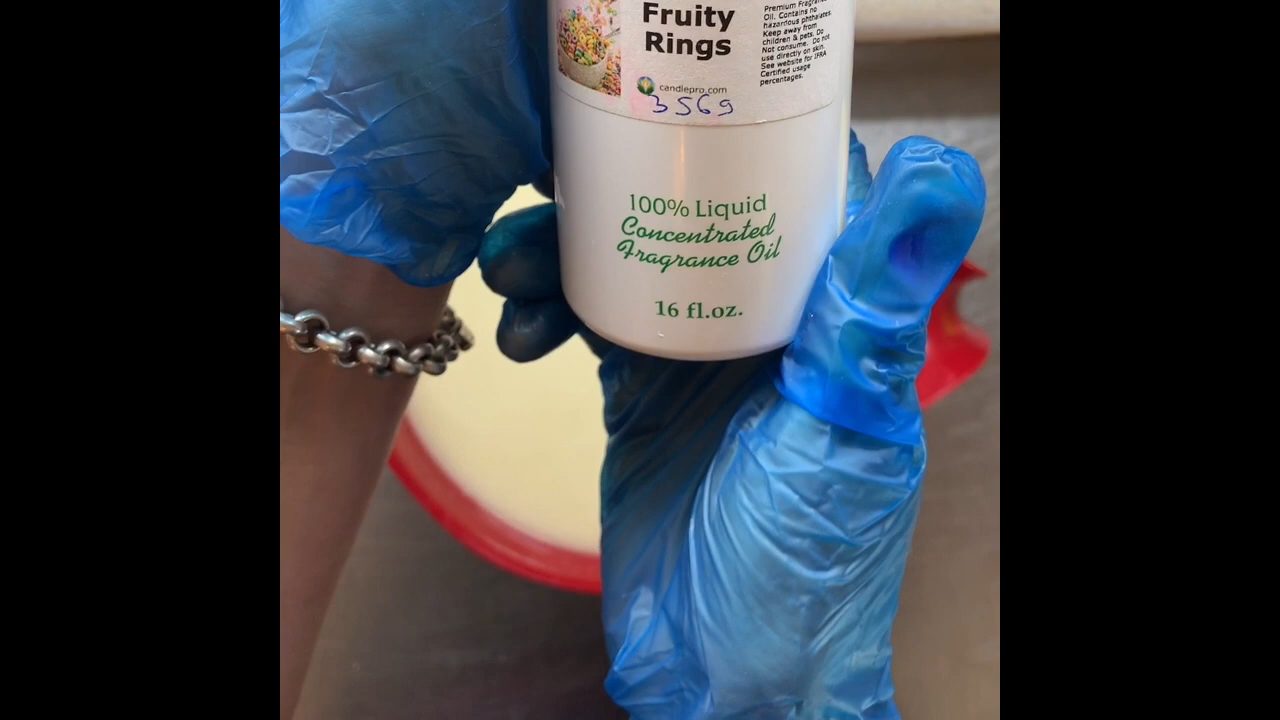 Fruity
Rings
Premium Fragrance
Oil. Contains no
hazardous phthalates.
Keep away from
children & pets. Do
Not consume. Do not
use directly on skin.
See website for IFRA
Certified usage
percentages.
candlepro.com
3569
100% Liquid
Concentrated
Fragrance Oil
16 fl.oz.